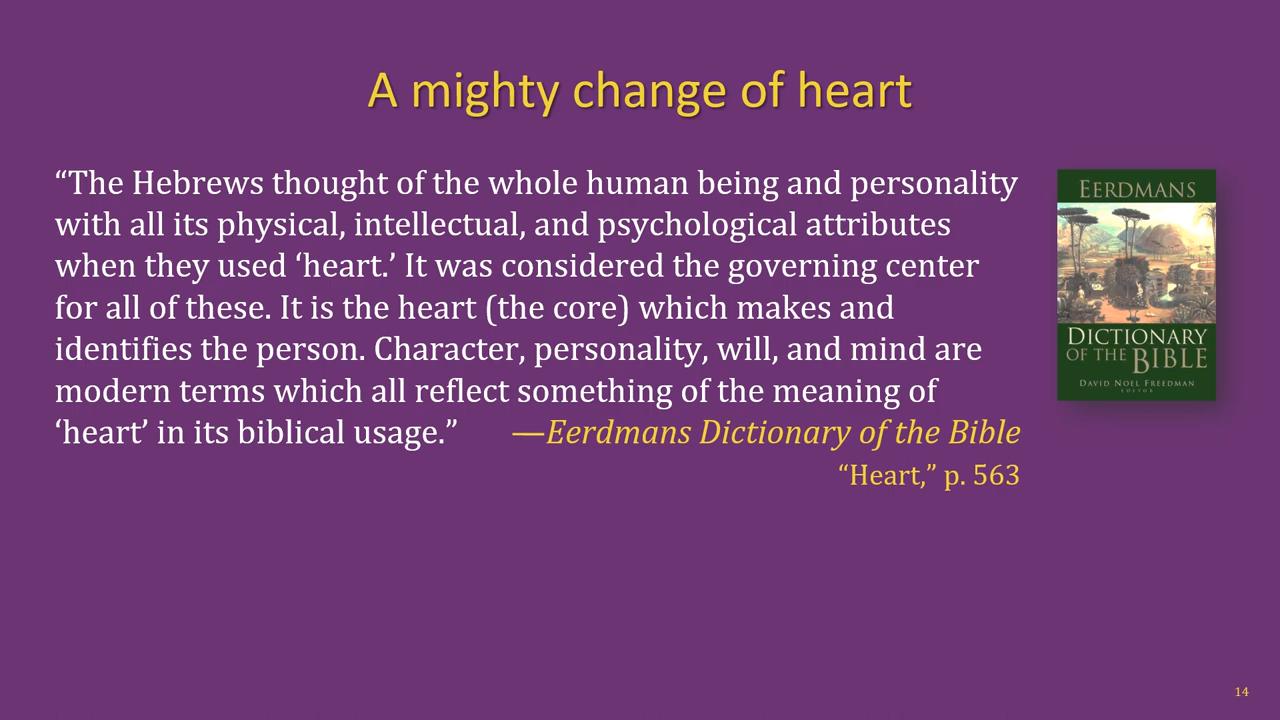 A mighty change of heart
“The Hebrews thought of the whole human being and personality
with all its physical, intellectual, and psychological attributes
when they used ‘heart.’ It was considered the governing center
for all of these. It is the heart (the core) which makes and
identifies the person. Character, personality, will, and mind are
modern terms which all reflect something of the meaning of
‘heart’ in its biblical usage.” —Eerdmans Dictionary of the Bible
“Heart,” p. 563
EERDMANS
DICTIONARY
OF THE BIBLE
DAVID NOEL FREEDMAN
EDITOR
14